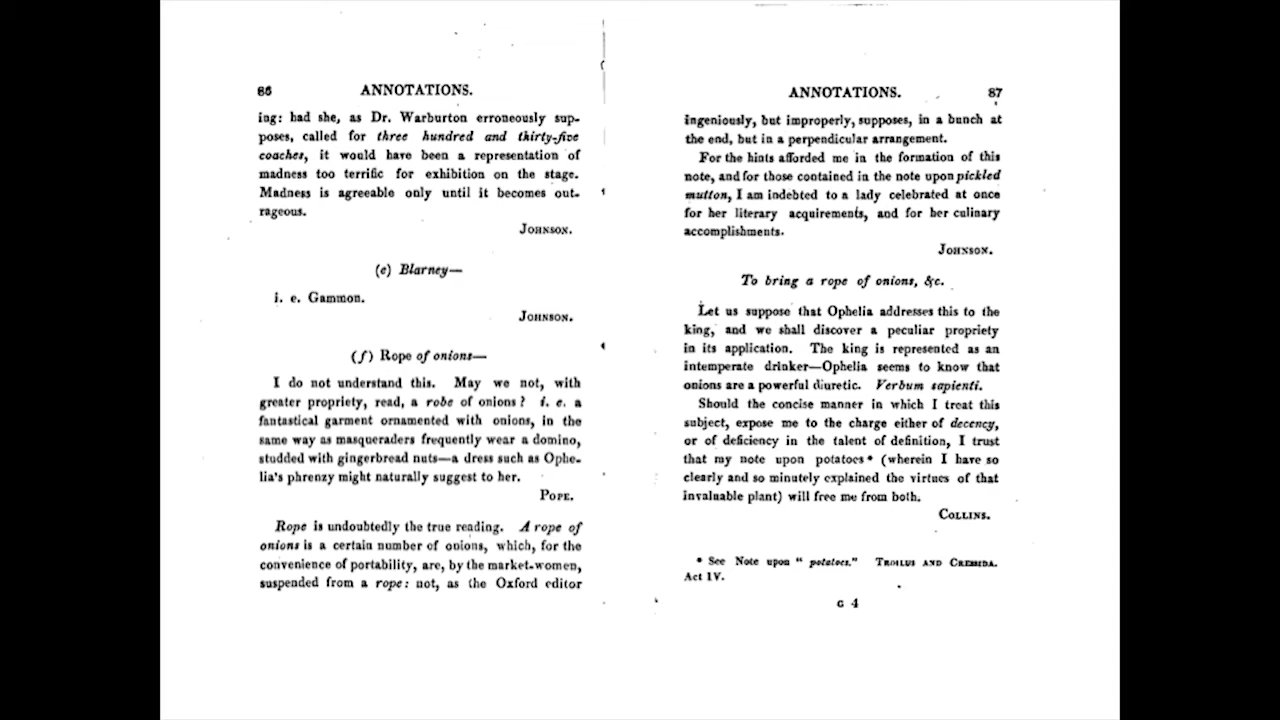 86 ANNOTATIONS.
ing: had she, as Dr. Warburton erroneously sup-
poses, called for three hundred and thirty-five
coaches, it would have been a representation of
madness too terrific for exhibition on the stage.
Madness is agreeable only until it becomes out-
rageous.
JOHNSON.
(e) Blarney—
i. e. Gammon.
JOHNSON.
(f) Rope of onions—
I do not understand this. May we not, with
greater propriety, read, a robe of onions? i. e. a
fantastical garment ornamented with onions, in the
same way as masqueraders frequently wear a domino,
studded with gingerbread nuts—a dress such as Ophe-
lia's phrenzy might naturally suggest to her.
POPE.
Rope is undoubtedly the true reading. A rope of
onions is a certain number of onions, which, for the
convenience of portability, are, by the market-women,
suspended from a rope: not, as the Oxford editor
ANNOTATIONS. 87
ingeniously, but improperly, supposes, in a bunch at
the end, but in a perpendicular arrangement.
For the hints afforded me in the formation of this
note, and for those contained in the note upon pickled
mutton, I am indebted to a lady celebrated at once
for her literary acquirements, and for her culinary
accomplishments.
JOHNSON.
To bring a rope of onions, &c.
Let us suppose that Ophelia addresses this to the
king, and we shall discover a peculiar propriety
in its application. The king is represented as an
intemperate drinker—Ophelia seems to know that
onions are a powerful diuretic. Verbum sapienti.
Should the concise manner in which I treat this
subject, expose me to the charge either of decency,
or of deficiency in the talent of definition, I trust
that my note upon potatoes* (wherein I have so
clearly and so minutely explained the virtues of that
invaluable plant) will free me from both.
COLLINS.
* See Note upon "potatoes." TROILUS AND CRESSIDA.
Act IV.
G 4